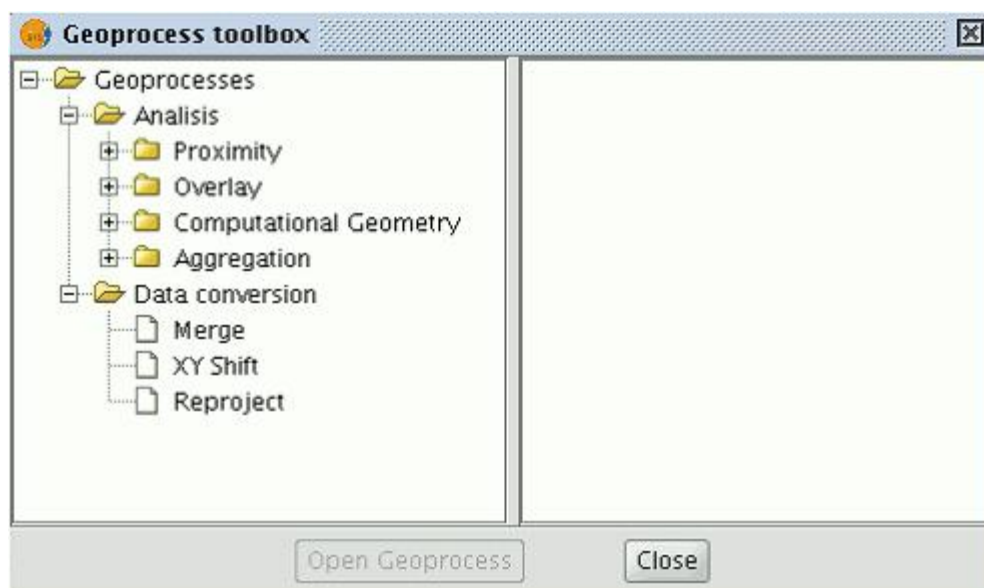 Geoprocess toolbox
Geoprocesses
Analisis
Proximity
Overlay
Computational Geometry
Aggregation
Data conversion
Merge
XY Shift
Reproject
Open Geoprocess
Close